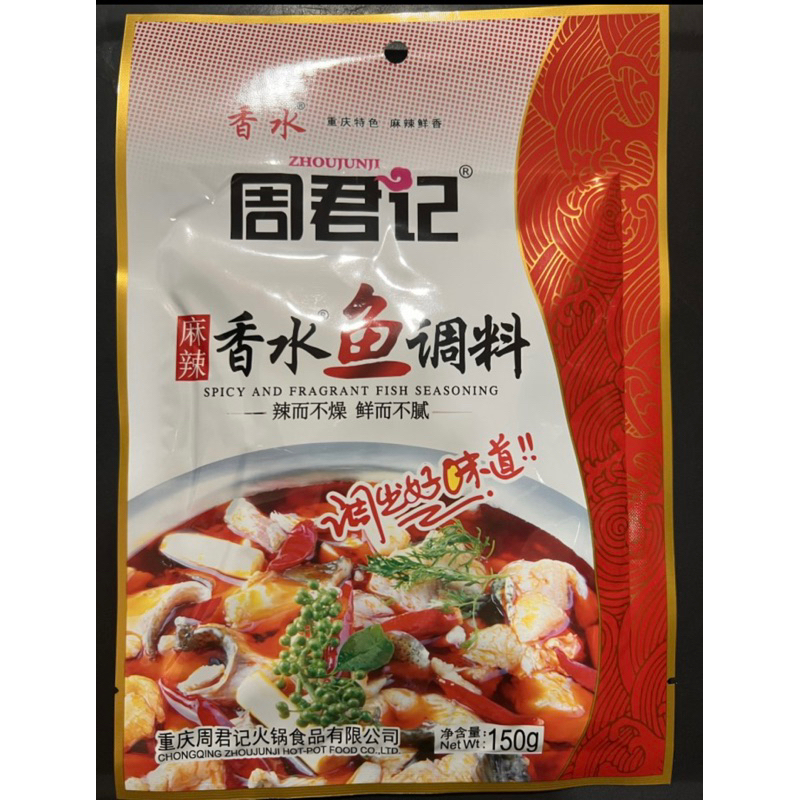 香水®
重庆特色 麻辣鲜香
ZHOUJUNJI
周君记®
麻辣 香水®鱼调料
SPICY AND FRAGRANT FISH SEASONING
辣而不燥 鲜而不腻
调出好味道!!
重庆周君记火锅食品有限公司
CHONGQING ZHOUJUNJI HOT-POT FOOD CO.,LTD.
净含量:
Net Wt: 150g